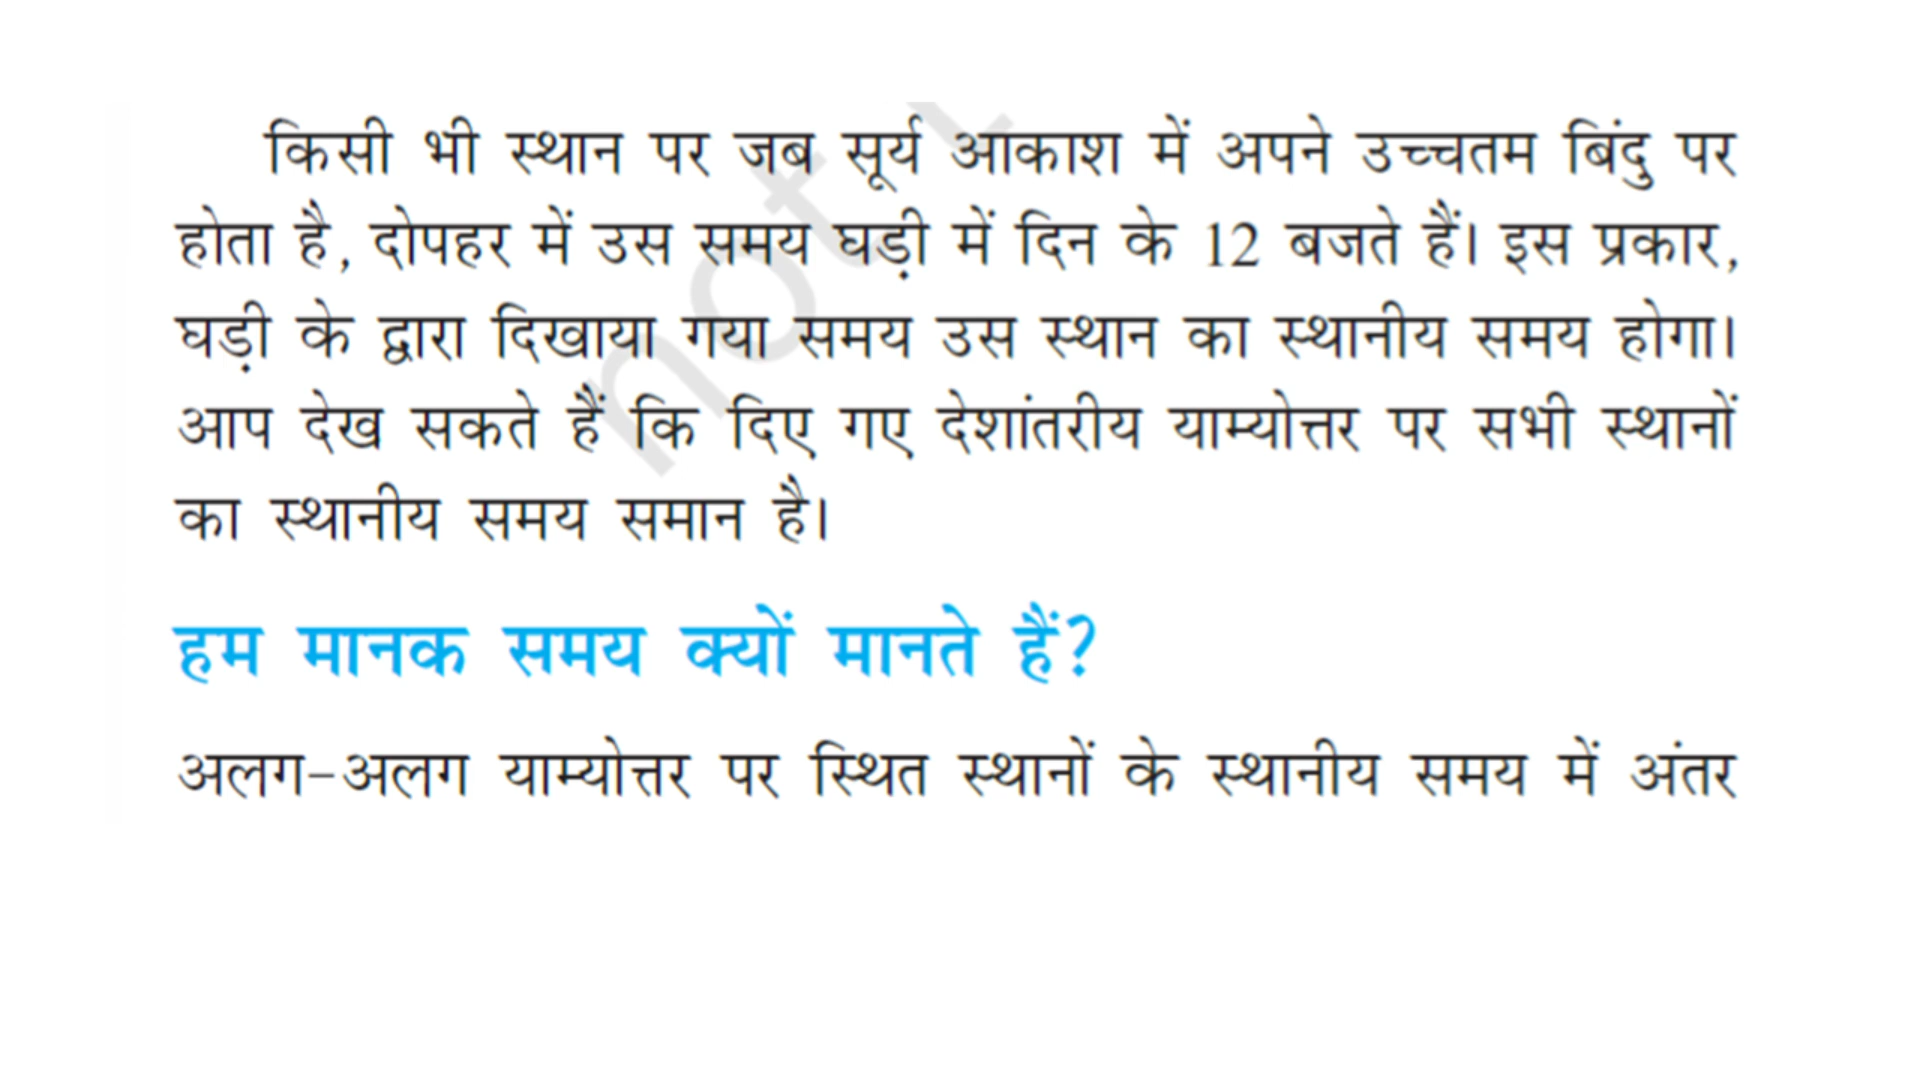 किसी भी स्थान पर जब सूर्य आकाश में अपने उच्चतम बिंदु पर
होता है, दोपहर में उस समय घड़ी में दिन के 12 बजते हैं। इस प्रकार,
घड़ी के द्वारा दिखाया गया समय उस स्थान का स्थानीय समय होगा।
आप देख सकते हैं कि दिए गए देशांतरीय याम्योत्तर पर सभी स्थानों
का स्थानीय समय समान है।
हम मानक समय क्यों मानते हैं?
अलग-अलग याम्योत्तर पर स्थित स्थानों के स्थानीय समय में अंतर
not